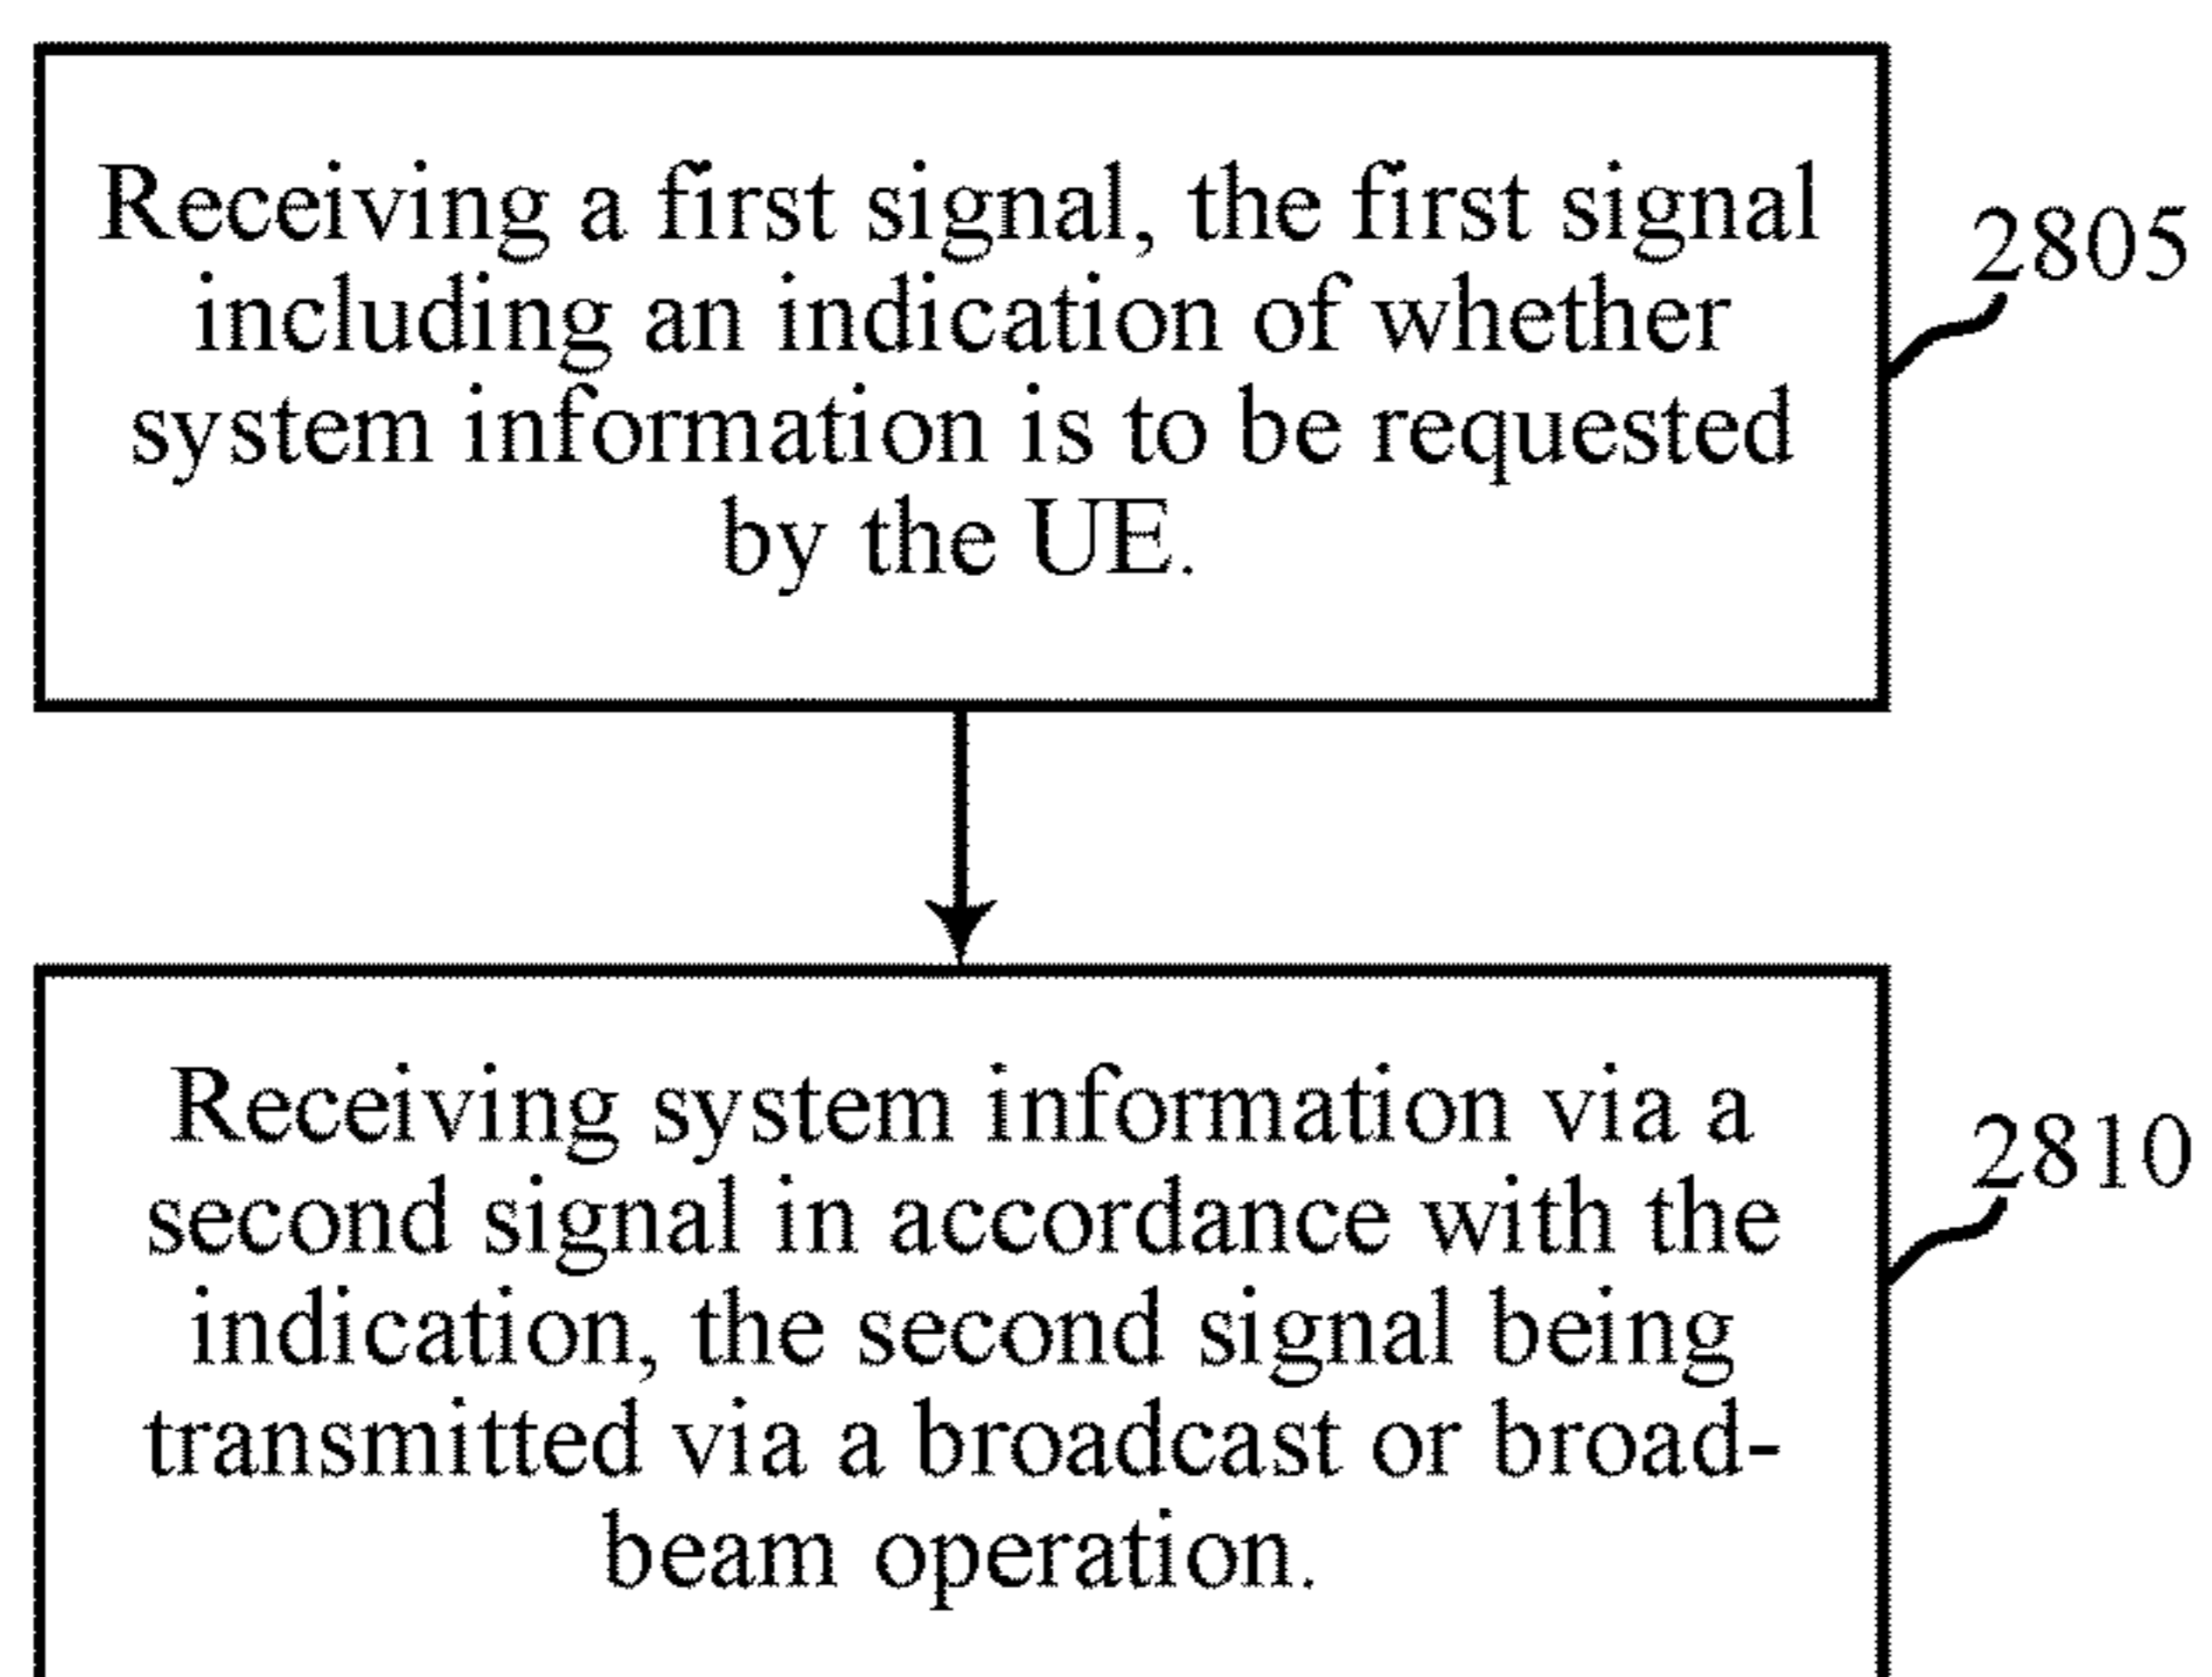 Receiving a first signal, the first signal
including an indication of whether
system information is to be requested
by the UE.
2805
Receiving system information via a
second signal in accordance with the
indication, the second signal being
transmitted via a broadcast or broad-
beam operation.
2810